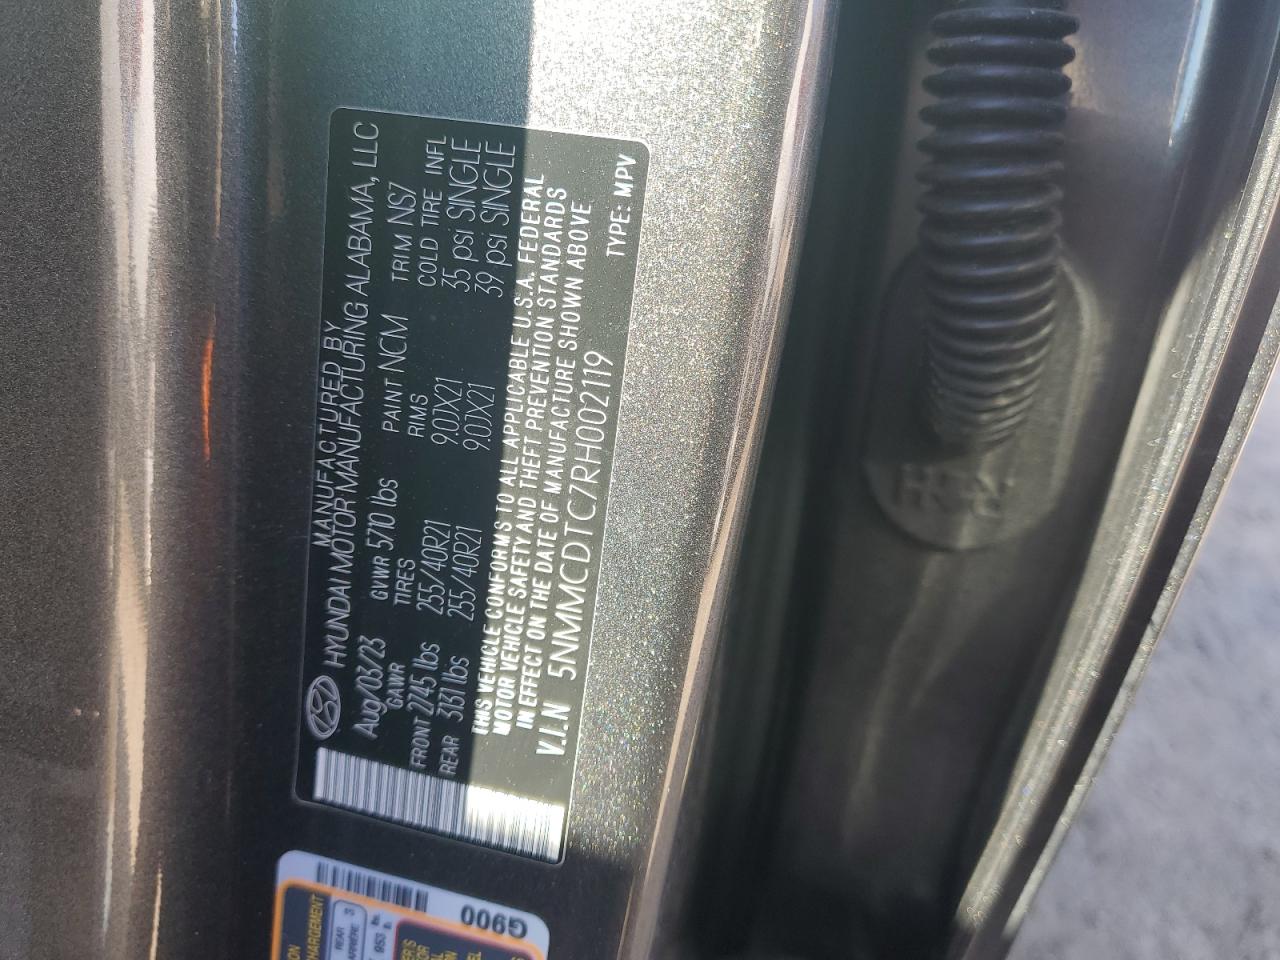 MANUFACTURED BY
HYUNDAI MOTOR MANUFACTURING ALABAMA, LLC
Aug/03/23 GVWR 5710 lbs PAINT NCM TRIM NS7
GAWR TIRES RIMS COLD TIRE INFL
FRONT 2745 lbs 255/40R21 9.0JX21 35 psi SINGLE
REAR 3131 lbs 255/40R21 9.0JX21 39 psi SINGLE
THIS VEHICLE CONFORMS TO ALL APPLICABLE U.S.A. FEDERAL
MOTOR VEHICLE SAFETY AND THEFT PREVENTION STANDARDS
IN EFFECT ON THE DATE OF MANUFACTURE SHOWN ABOVE
V.I.N 5NMMCDTC7RH002119 TYPE: MPV
G900
REAR 3
953